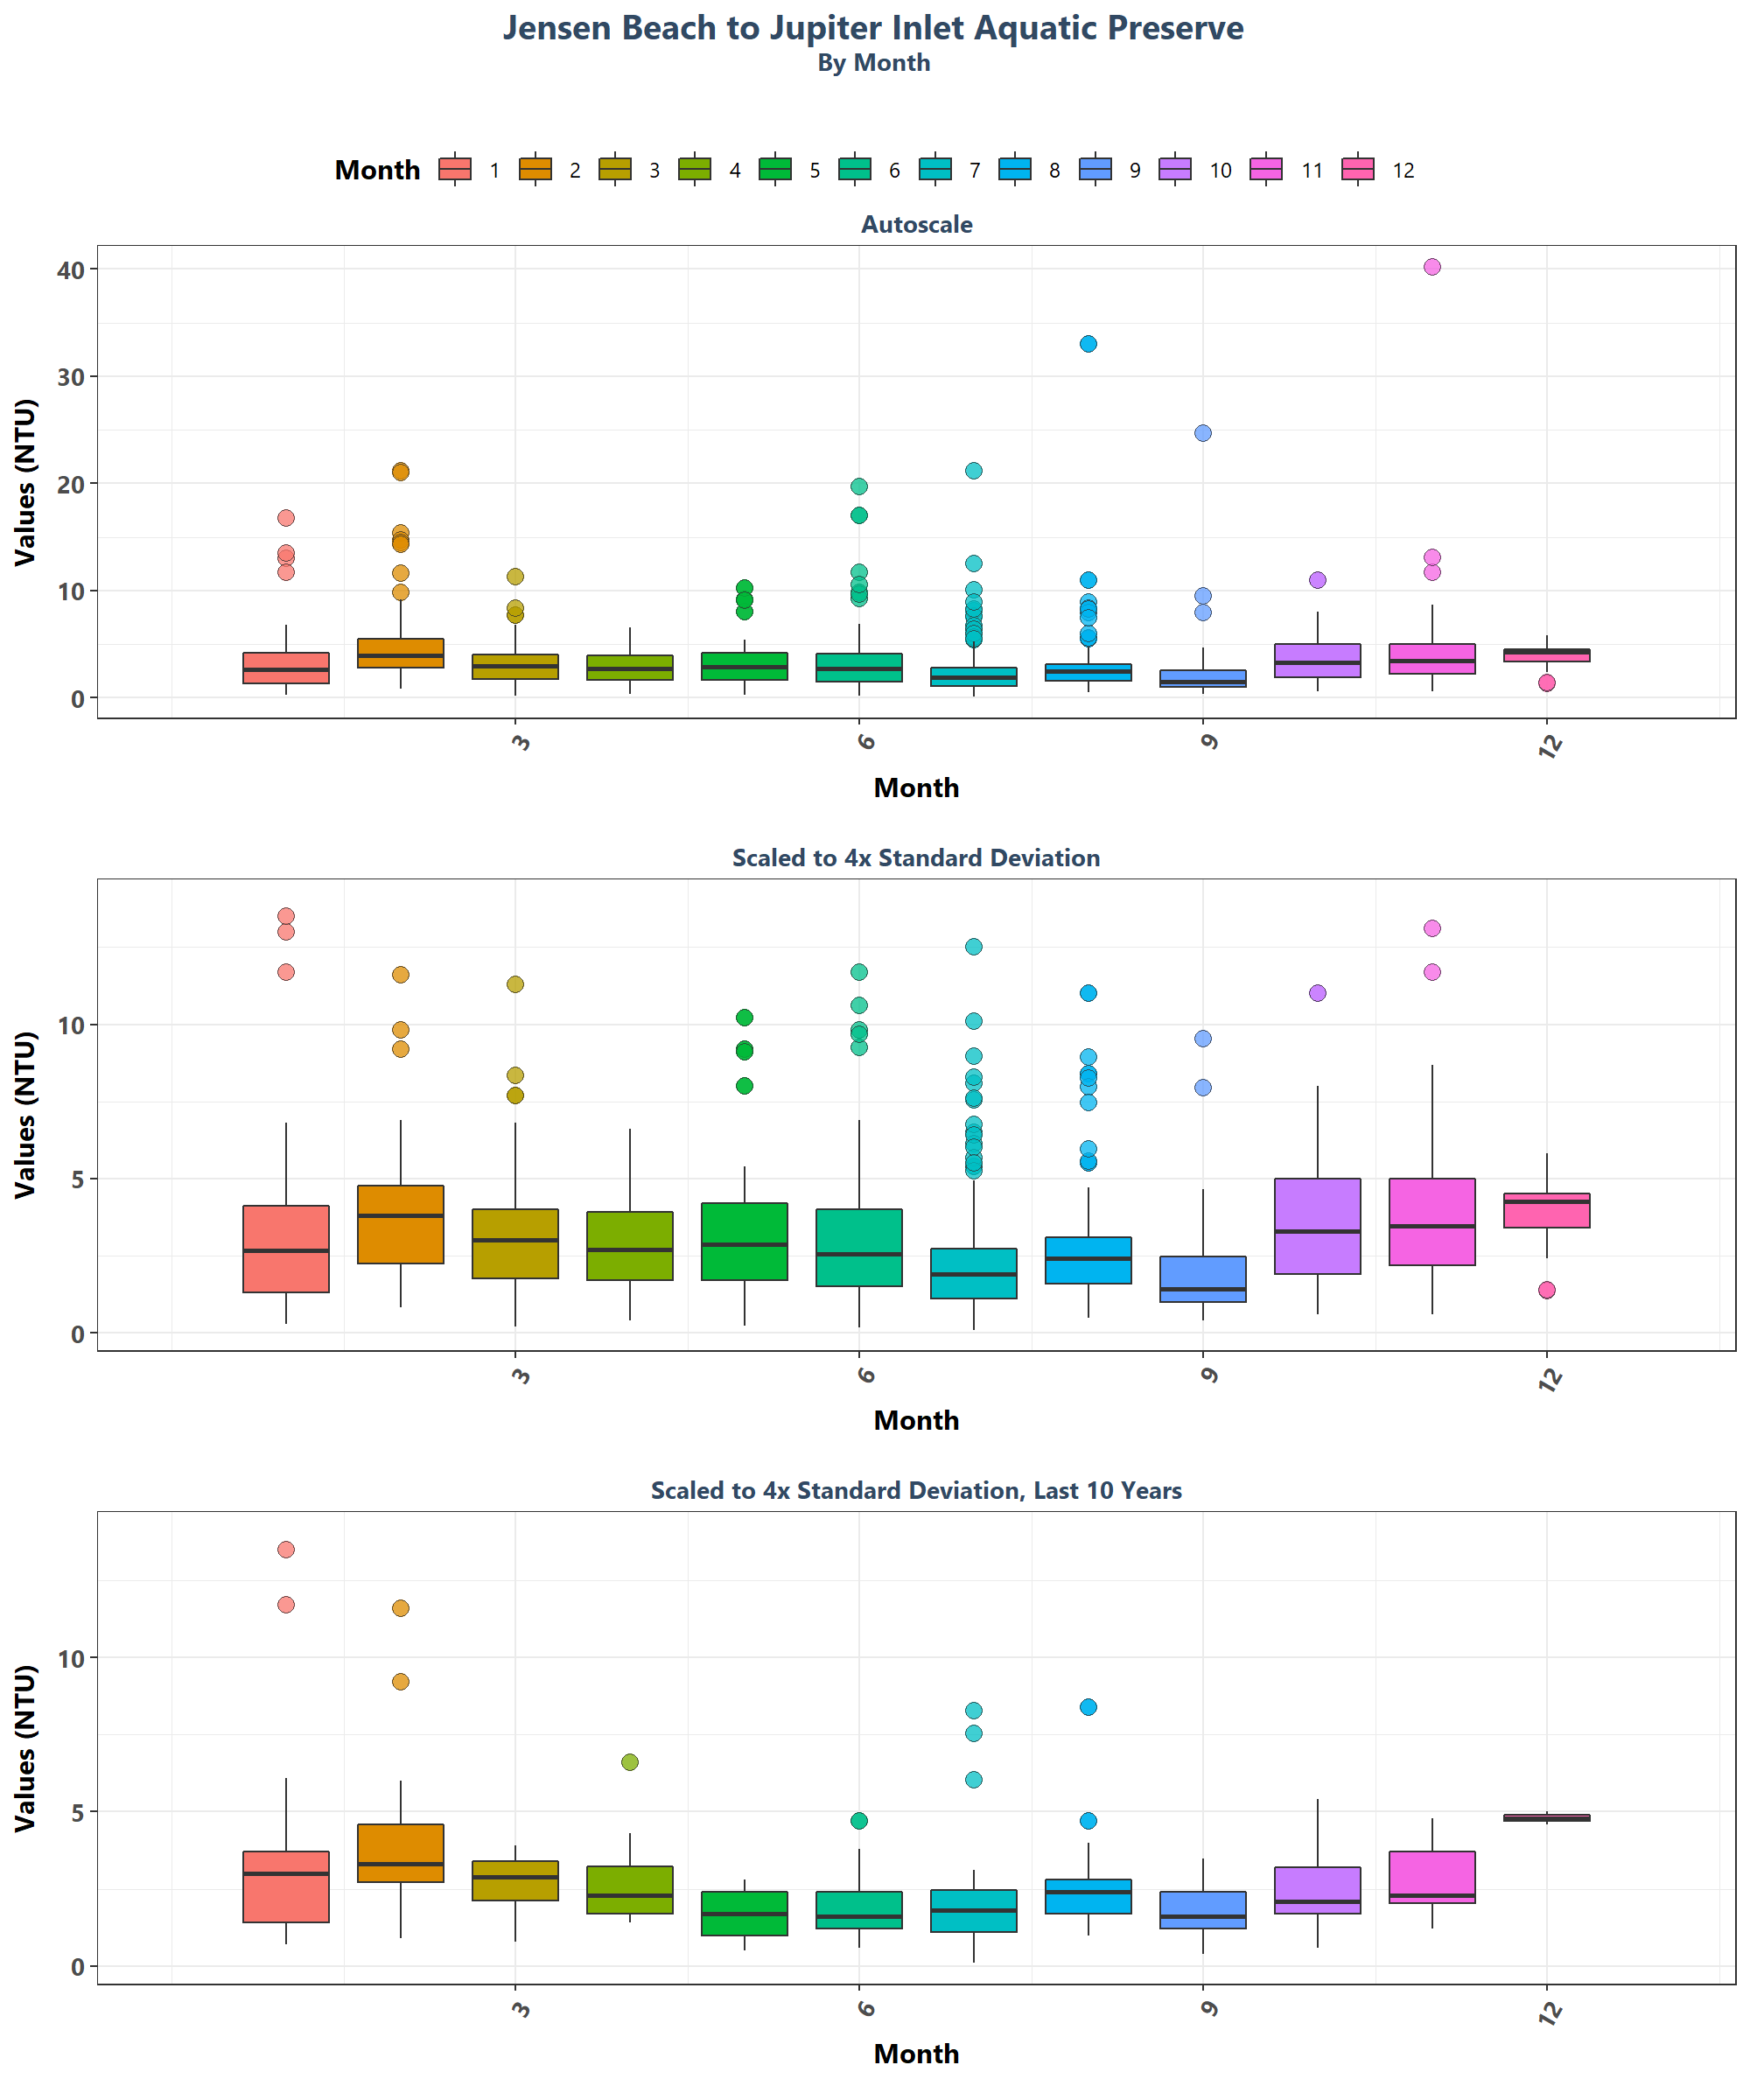 Jensen Beach to Jupiter Inlet Aquatic Preserve
By Month
Month 1 2 3 4 5 6 7 8 9 10 11 12
Autoscale
Values (NTU)
40
30
20
10
0
3 6 9 12
Month
Scaled to 4x Standard Deviation
Values (NTU)
10
5
0
3 6 9 12
Month
Scaled to 4x Standard Deviation, Last 10 Years
Values (NTU)
10
5
0
3 6 9 12
Month